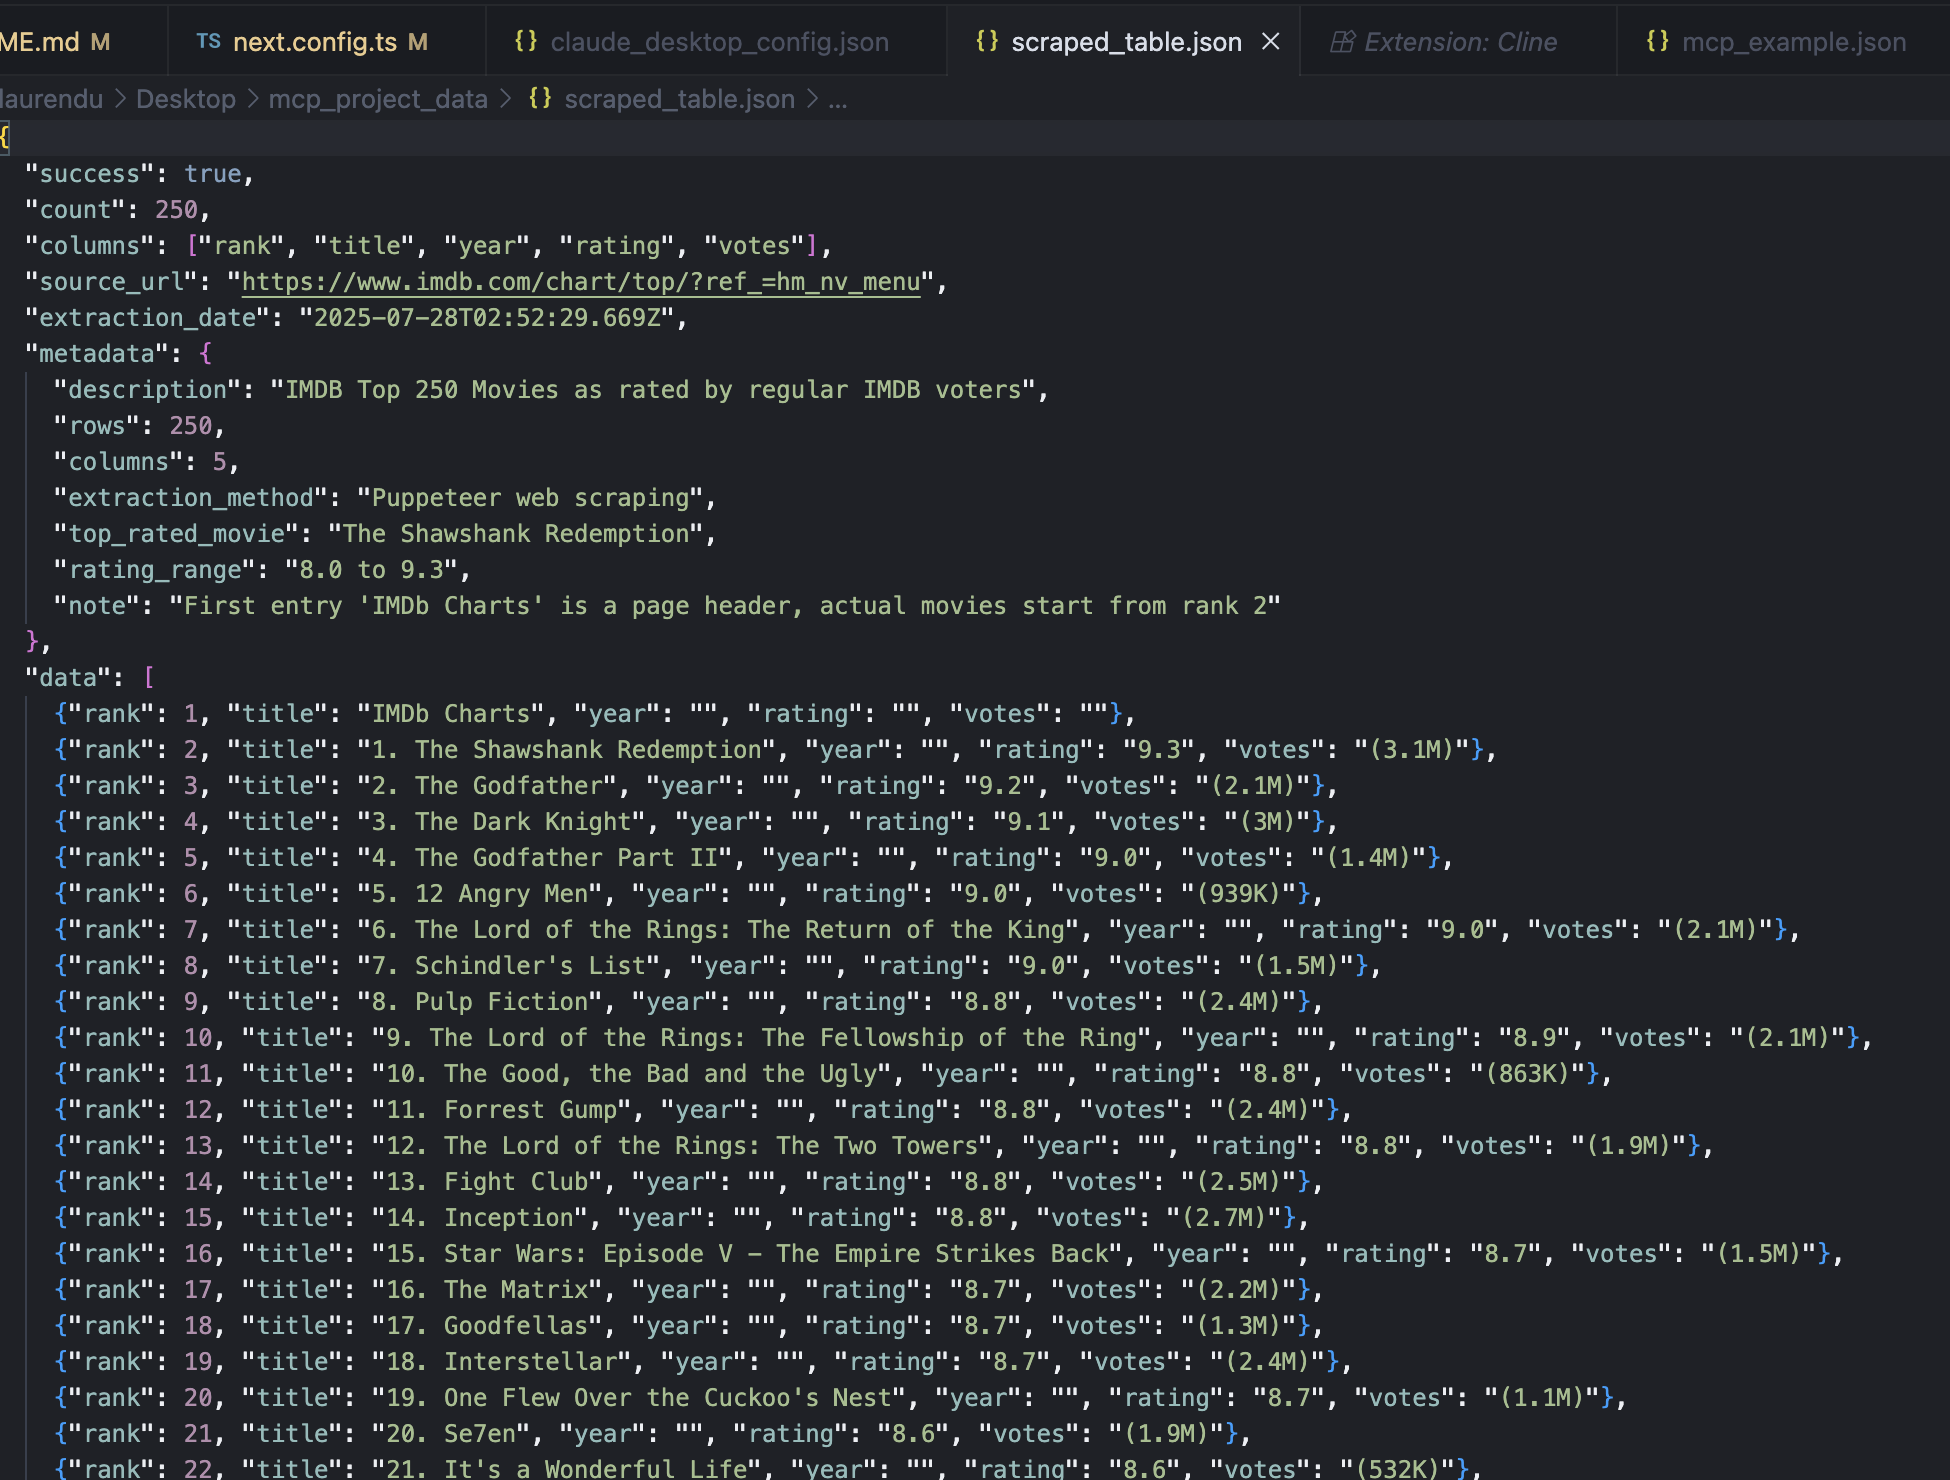 ME.md M TS next.config.ts M {} claude_desktop_config.json {} scraped_table.json × Extension: Cline {} mcp_example.json
laurendu > Desktop > mcp_project_data > {} scraped_table.json > ...
{
"success": true,
"count": 250,
"columns": ["rank", "title", "year", "rating", "votes"],
"source_url": "https://www.imdb.com/chart/top/?ref_=hm_nv_menu",
"extraction_date": "2025-07-28T02:52:29.669Z",
"metadata": {
"description": "IMDB Top 250 Movies as rated by regular IMDB voters",
"rows": 250,
"columns": 5,
"extraction_method": "Puppeteer web scraping",
"top_rated_movie": "The Shawshank Redemption",
"rating_range": "8.0 to 9.3",
"note": "First entry 'IMDb Charts' is a page header, actual movies start from rank 2"
},
"data": [
{"rank": 1, "title": "IMDb Charts", "year": "", "rating": "", "votes": ""},
{"rank": 2, "title": "1. The Shawshank Redemption", "year": "", "rating": "9.3", "votes": "(3.1M)"},
{"rank": 3, "title": "2. The Godfather", "year": "", "rating": "9.2", "votes": "(2.1M)"},
{"rank": 4, "title": "3. The Dark Knight", "year": "", "rating": "9.1", "votes": "(3M)"},
{"rank": 5, "title": "4. The Godfather Part II", "year": "", "rating": "9.0", "votes": "(1.4M)"},
{"rank": 6, "title": "5. 12 Angry Men", "year": "", "rating": "9.0", "votes": "(939K)"},
{"rank": 7, "title": "6. The Lord of the Rings: The Return of the King", "year": "", "rating": "9.0", "votes": "(2.1M)"},
{"rank": 8, "title": "7. Schindler's List", "year": "", "rating": "9.0", "votes": "(1.5M)"},
{"rank": 9, "title": "8. Pulp Fiction", "year": "", "rating": "8.8", "votes": "(2.4M)"},
{"rank": 10, "title": "9. The Lord of the Rings: The Fellowship of the Ring", "year": "", "rating": "8.9", "votes": "(2.1M)"},
{"rank": 11, "title": "10. The Good, the Bad and the Ugly", "year": "", "rating": "8.8", "votes": "(863K)"},
{"rank": 12, "title": "11. Forrest Gump", "year": "", "rating": "8.8", "votes": "(2.4M)"},
{"rank": 13, "title": "12. The Lord of the Rings: The Two Towers", "year": "", "rating": "8.8", "votes": "(1.9M)"},
{"rank": 14, "title": "13. Fight Club", "year": "", "rating": "8.8", "votes": "(2.5M)"},
{"rank": 15, "title": "14. Inception", "year": "", "rating": "8.8", "votes": "(2.7M)"},
{"rank": 16, "title": "15. Star Wars: Episode V - The Empire Strikes Back", "year": "", "rating": "8.7", "votes": "(1.5M)"},
{"rank": 17, "title": "16. The Matrix", "year": "", "rating": "8.7", "votes": "(2.2M)"},
{"rank": 18, "title": "17. Goodfellas", "year": "", "rating": "8.7", "votes": "(1.3M)"},
{"rank": 19, "title": "18. Interstellar", "year": "", "rating": "8.7", "votes": "(2.4M)"},
{"rank": 20, "title": "19. One Flew Over the Cuckoo's Nest", "year": "", "rating": "8.7", "votes": "(1.1M)"},
{"rank": 21, "title": "20. Se7en", "year": "", "rating": "8.6", "votes": "(1.9M)"},
{"rank": 22, "title": "21. It's a Wonderful Life", "year": "", "rating": "8.6", "votes": "(532K)"},